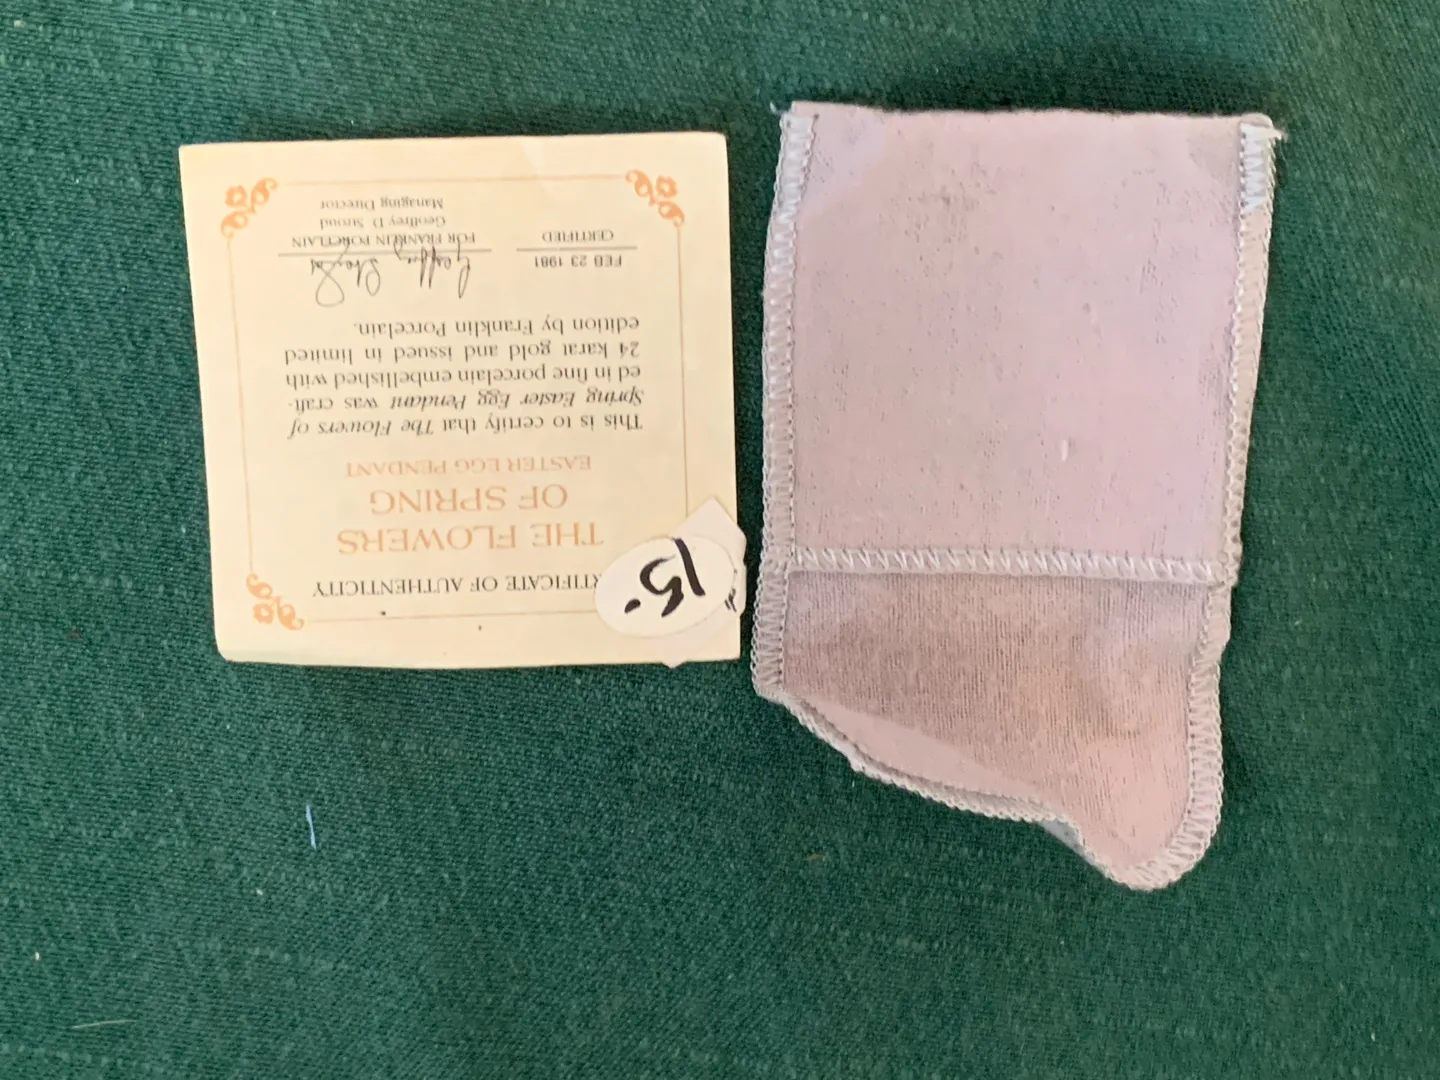 RTIFICATE OF AUTHENTICITY
THE FLOWERS
OF SPRING
EASTER EGG PENDANT
This is to certify that The Flowers of
Spring Easter Egg Pendant was craft-
ed in fine porcelain embellished with
24 karat gold and issued in limited
edition by Franklin Porcelain.
FEB 23 1981
CERTIFIED
FOR FRANKLIN PORCELAIN
Geoffrey D. Stroud
Managing Director
15.